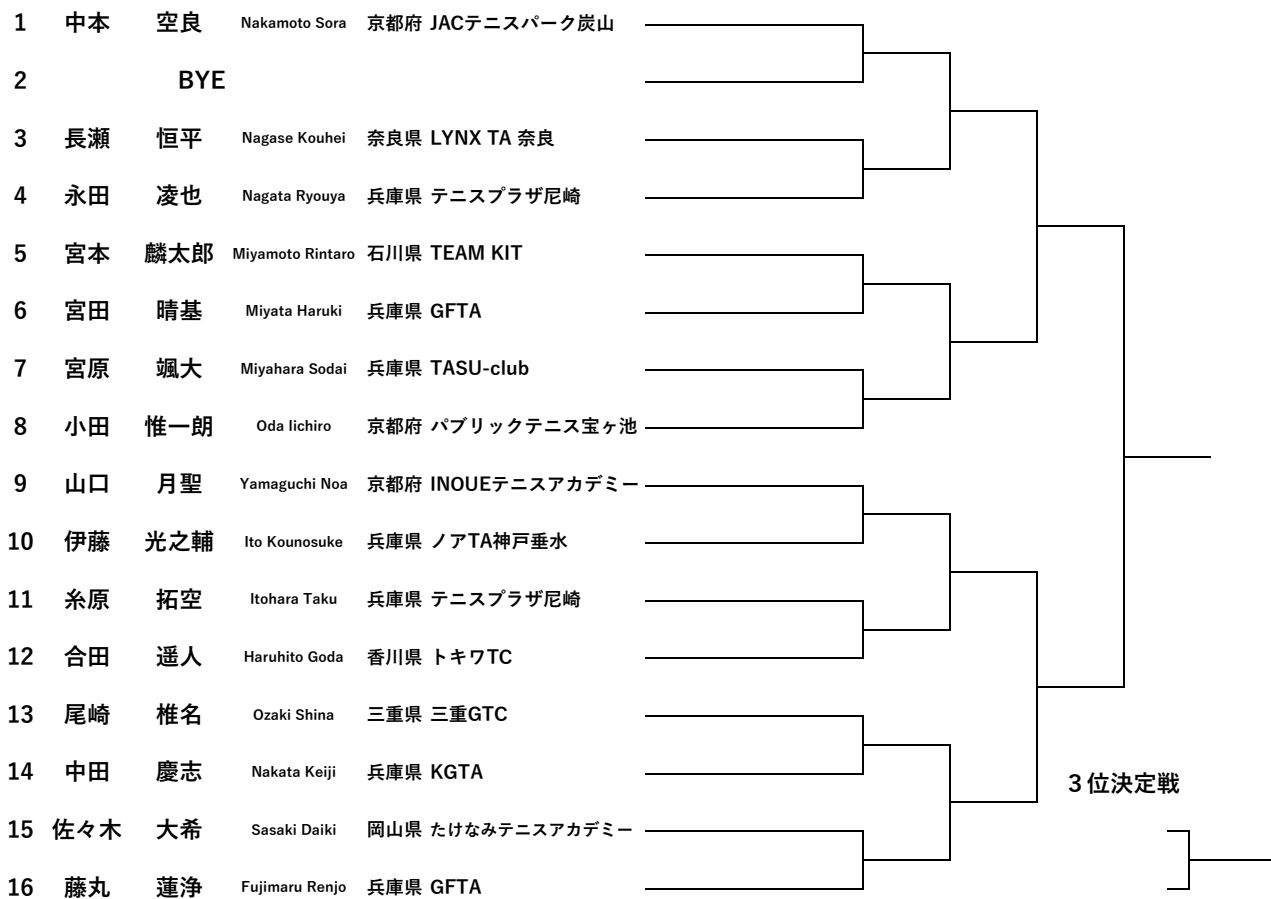 1 中本 空良 Nakamoto Sora 京都府 JACテニスパーク炭山
2 BYE
3 長瀬 恒平 Nagase Kouhei 奈良県 LYNX TA 奈良
4 永田 凌也 Nagata Ryouya 兵庫県 テニスプラザ尼崎
5 宮本 麟太郎 Miyamoto Rintaro 石川県 TEAM KIT
6 宮田 晴基 Miyata Haruki 兵庫県 GFTA
7 宮原 颯大 Miyahara Sodai 兵庫県 TASU-club
8 小田 惟一朗 Oda Iichiro 京都府 パブリックテニス宝ヶ池
9 山口 月聖 Yamaguchi Noa 京都府 INOUEテニスアカデミー
10 伊藤 光之輔 Ito Kounosuke 兵庫県 ノアTA神戸垂水
11 糸原 拓空 Itohara Taku 兵庫県 テニスプラザ尼崎
12 合田 遥人 Haruhito Goda 香川県 トキワTC
13 尾崎 椎名 Ozaki Shina 三重県 三重GTC
14 中田 慶志 Nakata Keiji 兵庫県 KGTA
３位決定戦
15 佐々木 大希 Sasaki Daiki 岡山県 たけなみテニスアカデミー
16 藤丸 蓮浄 Fujimaru Renjo 兵庫県 GFTA